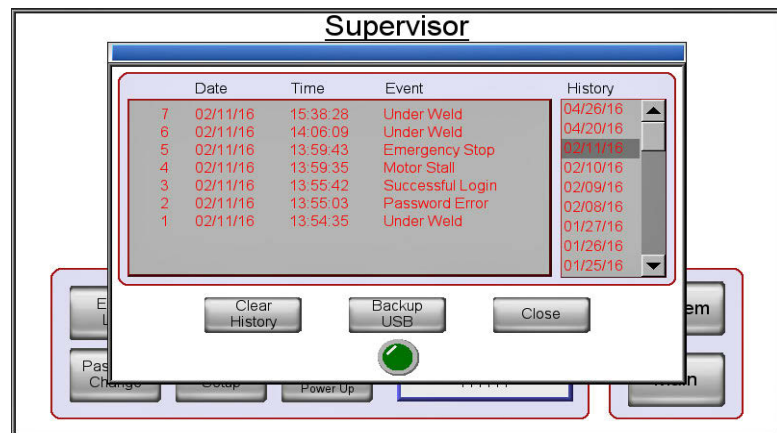 Supervisor
Date Time Event History
7 02/11/16 15:38:28 Under Weld
6 02/11/16 14:06:09 Under Weld
5 02/11/16 13:59:43 Emergency Stop
4 02/11/16 13:59:35 Motor Stall
3 02/11/16 13:55:42 Successful Login
2 02/11/16 13:55:03 Password Error
1 02/11/16 13:54:35 Under Weld
04/26/16
04/20/16
02/11/16
02/10/16
02/09/16
02/08/16
01/27/16
01/26/16
01/25/16
Clear
History
Backup
USB
Close
Change
Setup
Power Up